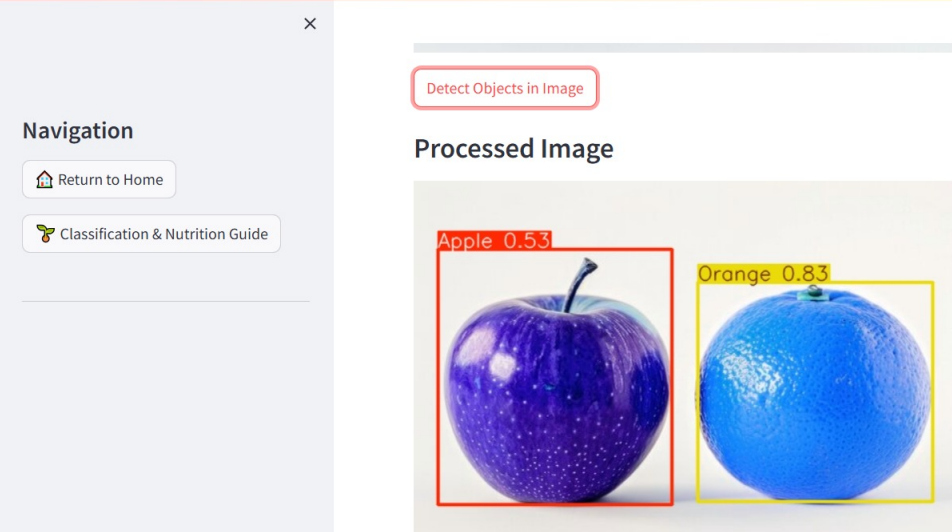 Navigation
Return to Home
Classification & Nutrition Guide
Detect Objects in Image
Processed Image
Apple 0.53
Orange 0.83